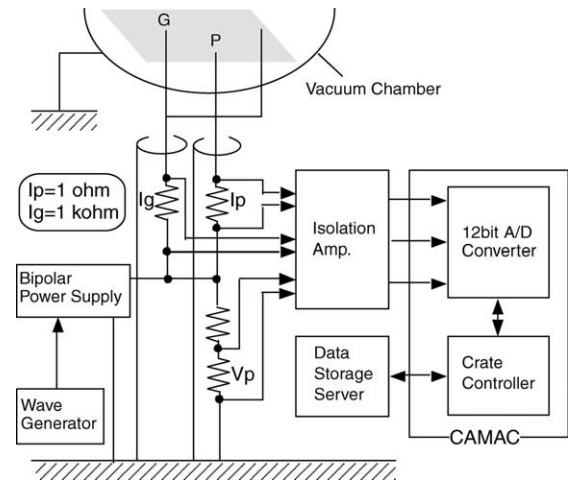 G
P
Vacuum Chamber
Ip=1 ohm
Ig=1 kohm
Ig
Ip
Isolation
Amp.
12bit A/D
Converter
Bipolar
Power Supply
Vp
Data
Storage
Server
Crate
Controller
Wave
Generator
CAMAC